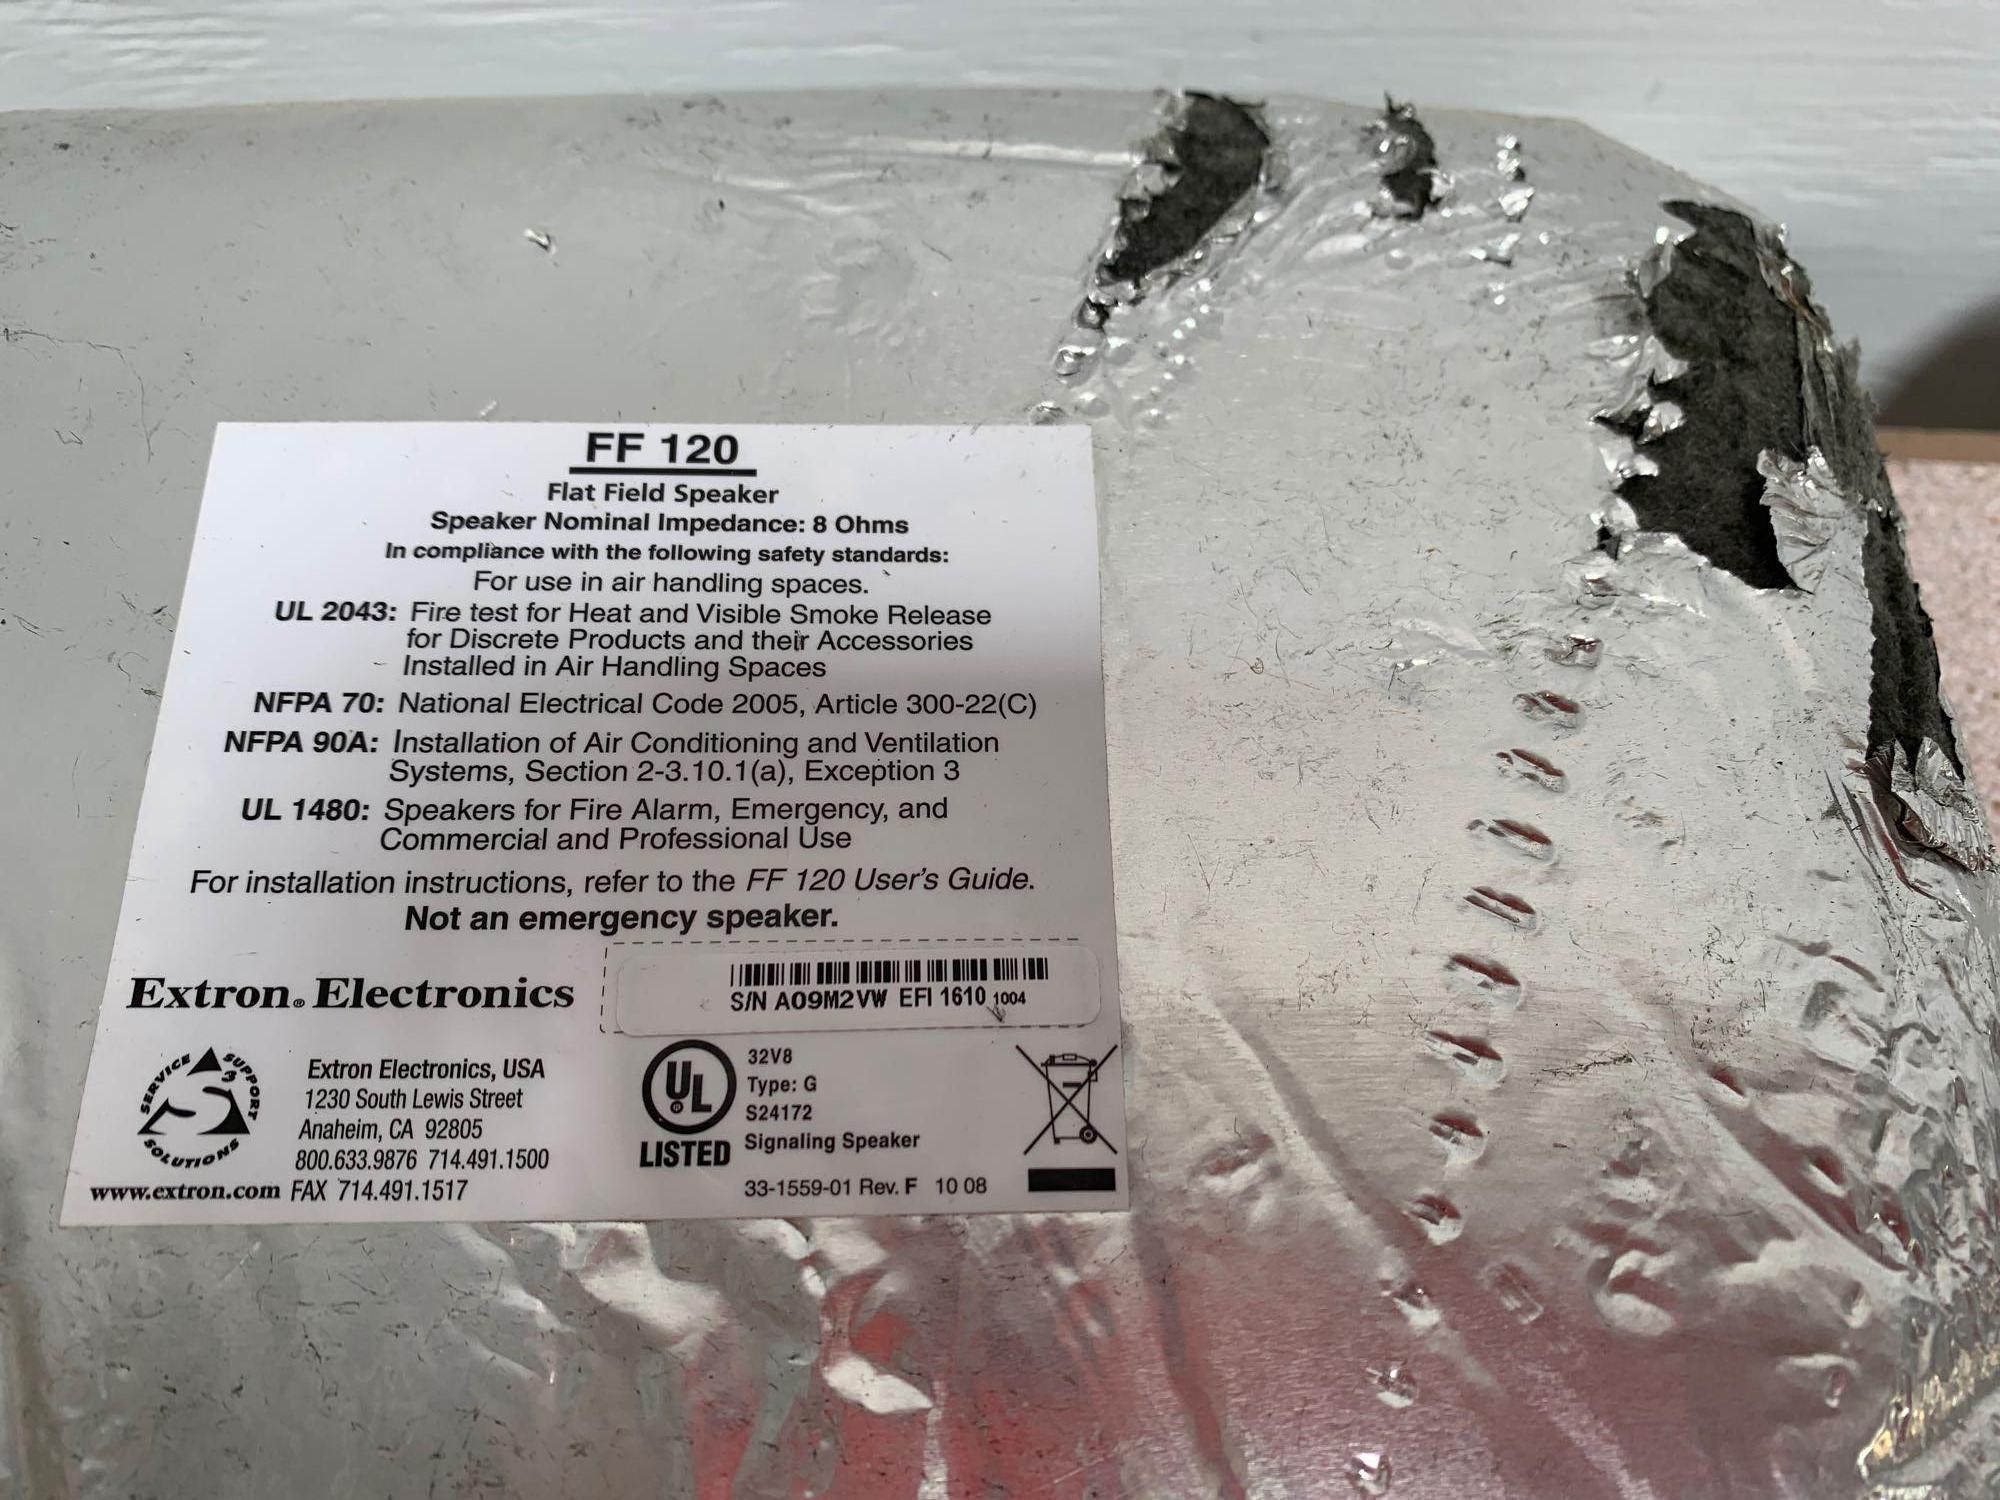 FF 120
Flat Field Speaker
Speaker Nominal Impedance: 8 Ohms
In compliance with the following safety standards:
For use in air handling spaces.
UL 2043: Fire test for Heat and Visible Smoke Release
for Discrete Products and their Accessories
Installed in Air Handling Spaces
NFPA 70: National Electrical Code 2005, Article 300-22(C)
NFPA 90A: Installation of Air Conditioning and Ventilation
Systems, Section 2-3.10.1(a), Exception 3
UL 1480: Speakers for Fire Alarm, Emergency, and
Commercial and Professional Use
For installation instructions, refer to the FF 120 User's Guide.
Not an emergency speaker.
Extron® Electronics
S/N A09M2VW EFI 1610 1004
SERVICE SUPPORT SOLUTIONS
S3
Extron Electronics, USA
1230 South Lewis Street
Anaheim, CA 92805
800.633.9876 714.491.1500
www.extron.com FAX 714.491.1517
UL ®
LISTED
32V8
Type: G
S24172
Signaling Speaker
33-1559-01 Rev. F 10 08